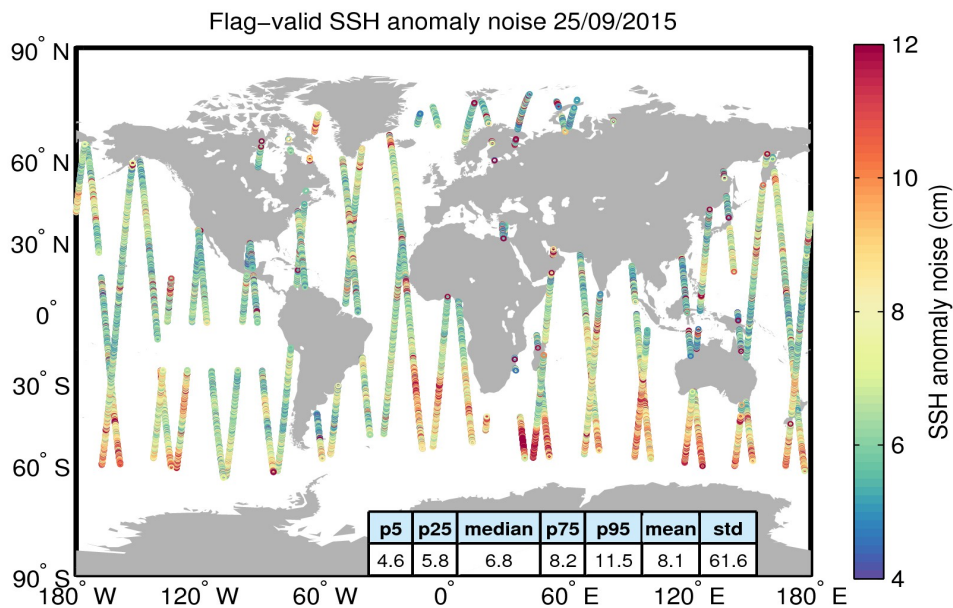 Flag−valid SSH anomaly noise 25/09/2015
90° N
60° N
30° N
0°
30° S
60° S
90° S
180° W 120° W 60° W 0° 60° E 120° E 180° E
p5 p25 median p75 p95 mean std
4.6 5.8 6.8 8.2 11.5 8.1 61.6
12
10
8
6
4
SSH anomaly noise (cm)